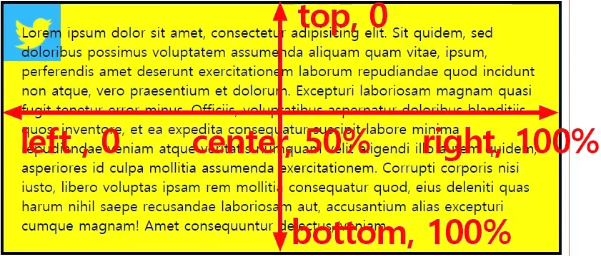 top, 0
Lorem ipsum dolor sit amet, consectetur adipisicing elit. Sit quidem, sed
doloribus possimus voluptatem assumenda aliquam quam vitae, ipsum,
perferendis amet deserunt exercitationem laborum repudiandae quod incidunt
non atque, vero praesentium et dolorum. Excepturi laboriosam magnam quasi
fugit tenetur error minus. Officiis, voluptatibus aspernatur doloribus blanditiis
quos, inventore, et ea expedita consequatur suscipit labore minima
left , 0 center, 50% right, 100%
repudiandae veniam atque veritatis numquam velit eligendi quidem,
asperiores id culpa mollitia assumenda exercitationem. Corrupti corporis nisi
iusto, libero voluptas ipsam rem mollitia consequatur quod, eius deleniti quas
harum nihil saepe recusandae laboriosam aut, accusantium alias excepturi
cumque magnam! Amet consequuntur delectus veniam.
bottom, 100%